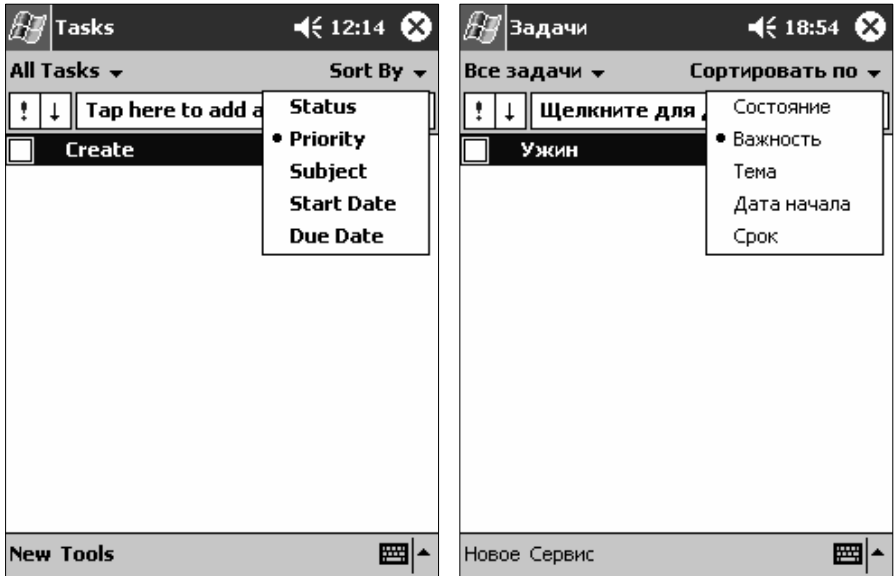 Tasks 12:14
All Tasks Sort By
! ↓ Tap here to add a
Status
Priority
Subject
Start Date
Due Date
Create
New Tools
Задачи 18:54
Все задачи Сортировать по
! ↓ Щелкните для
Состояние
Важность
Тема
Дата начала
Срок
Ужин
Новое Сервис